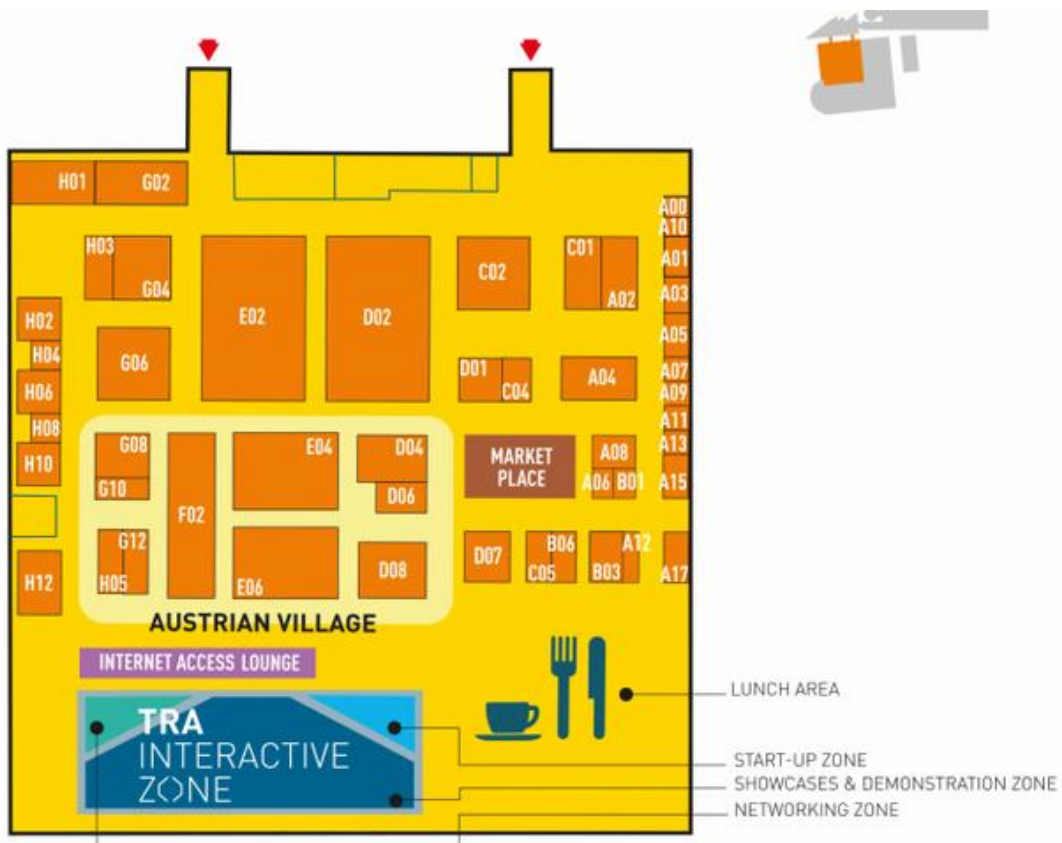 H01
G02
A00
A10
H03
G04
E02
D02
C02
C01
A02
A01
A03
H02
A05
H04
G06
D01
C04
A04
A07
H06
A09
H08
A11
G08
E04
D04
MARKET
PLACE
A08
A13
H10
G10
D06
A06
B01
A15
F02
G12
H05
E06
D08
D07
B06
C05
A12
B03
A17
H12
AUSTRIAN VILLAGE
INTERNET ACCESS LOUNGE
TRA
INTERACTIVE
ZONE
LUNCH AREA
START-UP ZONE
SHOWCASES & DEMONSTRATION ZONE
NETWORKING ZONE